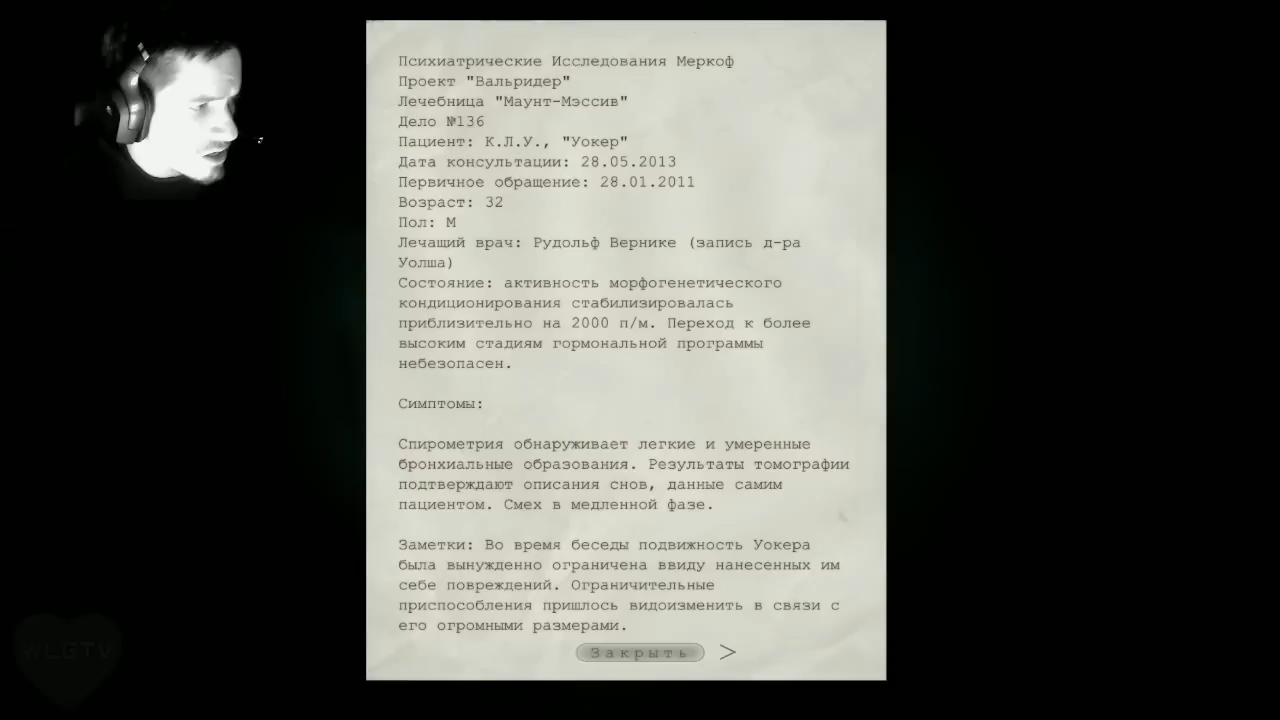 Психиатрические Исследования Меркоф
Проект "Вальридер"
Лечебница "Маунт-Мэссив"
Дело №136
Пациент: К.Л.У., "Уокер"
Дата консультации: 28.05.2013
Первичное обращение: 28.01.2011
Возраст: 32
Пол: М
Лечащий врач: Рудольф Вернике (запись д-ра
Уолша)
Состояние: активность морфогенетического
кондиционирования стабилизировалась
приблизительно на 2000 п/м. Переход к более
высоким стадиям гормональной программы
небезопасен.
Симптомы:
Спирометрия обнаруживает легкие и умеренные
бронхиальные образования. Результаты томографии
подтверждают описания снов, данные самим
пациентом. Смех в медленной фазе.
Заметки: Во время беседы подвижность Уокера
была вынужденно ограничена ввиду нанесенных им
себе повреждений. Ограничительные
приспособления пришлось видоизменить в связи с
его огромными размерами.
Закрыть >
WLGTV